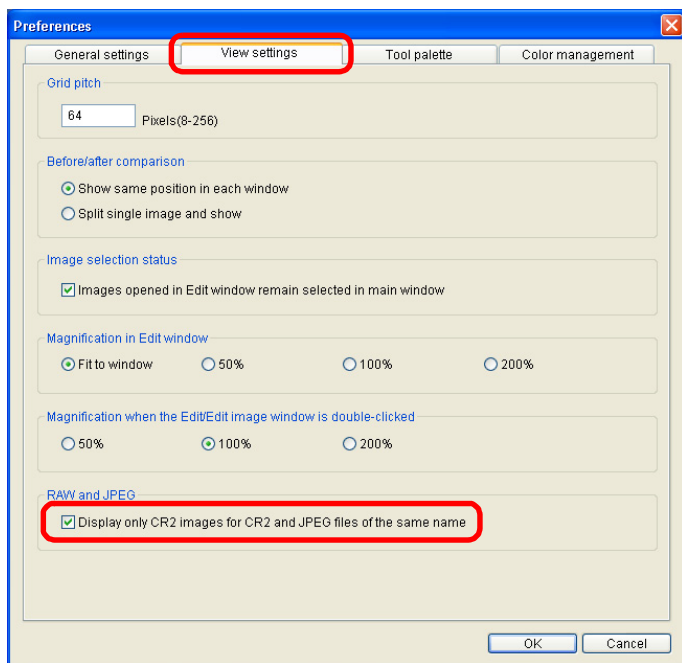 Preferences
General settings View settings Tool palette Color management
Grid pitch
64 Pixels(8-256)
Before/after comparison
Show same position in each window
Split single image and show
Image selection status
Images opened in Edit window remain selected in main window
Magnification in Edit window
Fit to window 50% 100% 200%
Magnification when the Edit/Edit image window is double-clicked
50% 100% 200%
RAW and JPEG
Display only CR2 images for CR2 and JPEG files of the same name
OK Cancel